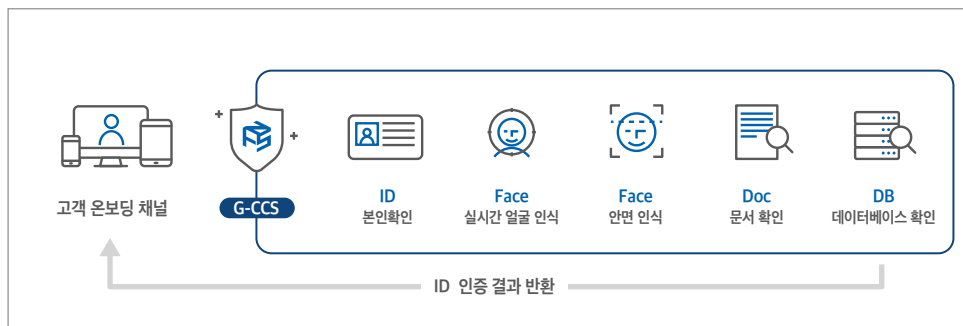 고객 온보딩 채널
G-CCS
ID
본인확인
Face
실시간 얼굴 인식
Face
안면 인식
Doc
문서 확인
DB
데이터베이스 확인
ID 인증 결과 반환